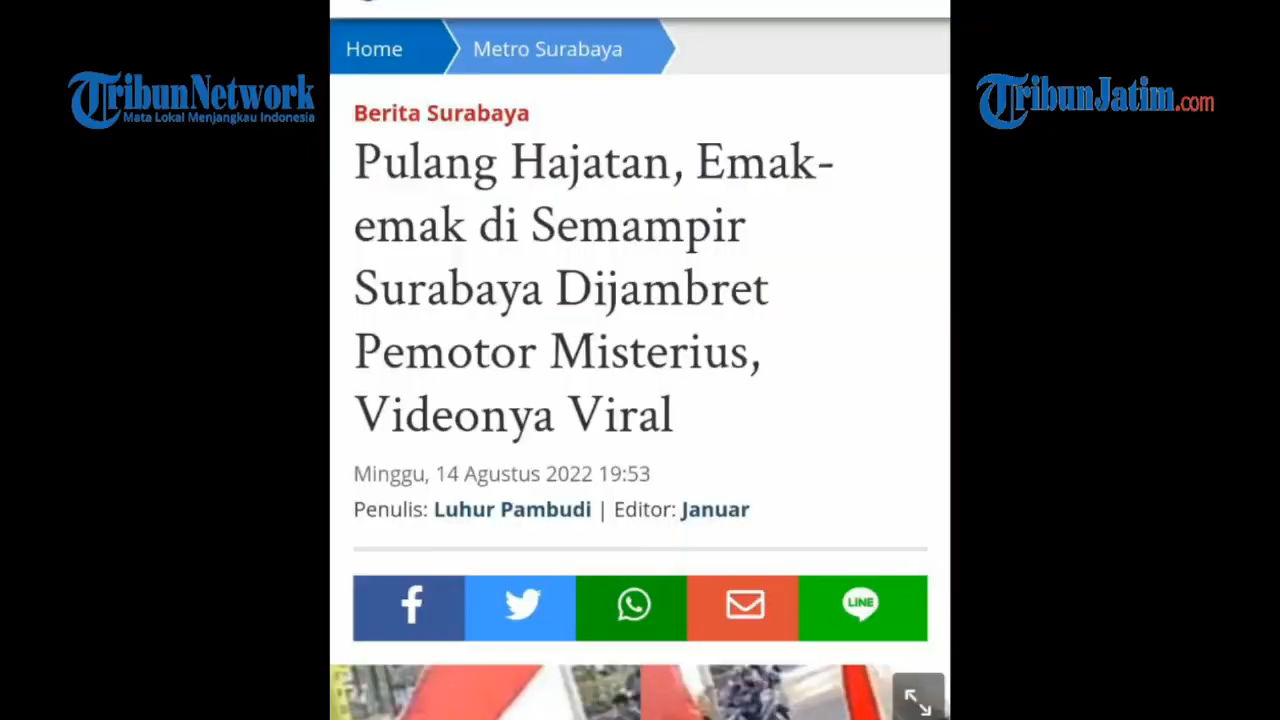 Home
Metro Surabaya
TribunNetwork
Mata Lokal Menjangkau Indonesia
TribunJatim.com
Berita Surabaya
Pulang Hajatan, Emak-
emak di Semampir
Surabaya Dijambret
Pemotor Misterius,
Videonya Viral
Minggu, 14 Agustus 2022 19:53
Penulis: Luhur Pambudi | Editor: Januar
LINE